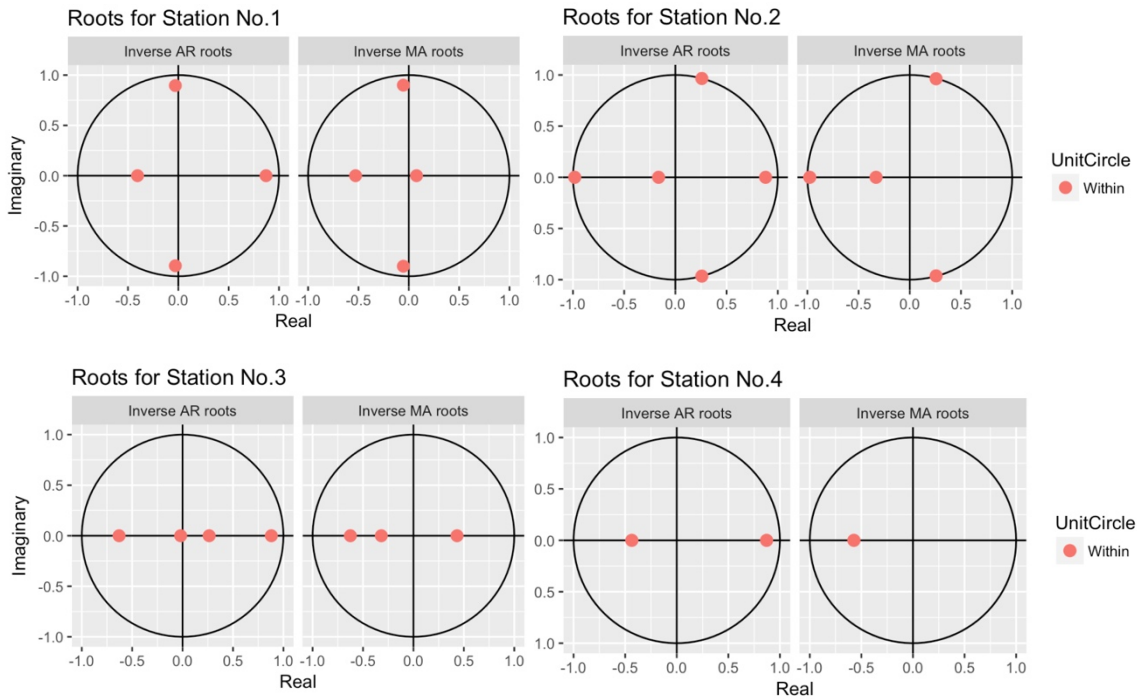 Roots for Station No.1
Inverse AR roots
Inverse MA roots
Imaginary
1.0
0.5
0.0
-0.5
-1.0
-1.0 -0.5 0.0 0.5 1.0
-1.0 -0.5 0.0 0.5 1.0
Real
Roots for Station No.2
Inverse AR roots
Inverse MA roots
1.0
0.5
0.0
0.5
1.0
-1.0 -0.5 0.0 0.5 1.0
-1.0 -0.5 0.0 0.5 1.0
Real
UnitCircle
Within
Roots for Station No.3
Inverse AR roots
Inverse MA roots
Imaginary
1.0
0.5
0.0
-0.5
-1.0
-1.0 -0.5 0.0 0.5 1.0
-1.0 -0.5 0.0 0.5 1.0
Real
Roots for Station No.4
Inverse AR roots
Inverse MA roots
1.0
0.5
0.0
0.5
1.0
-1.0 -0.5 0.0 0.5 1.0
-1.0 -0.5 0.0 0.5 1.0
Real
UnitCircle
Within